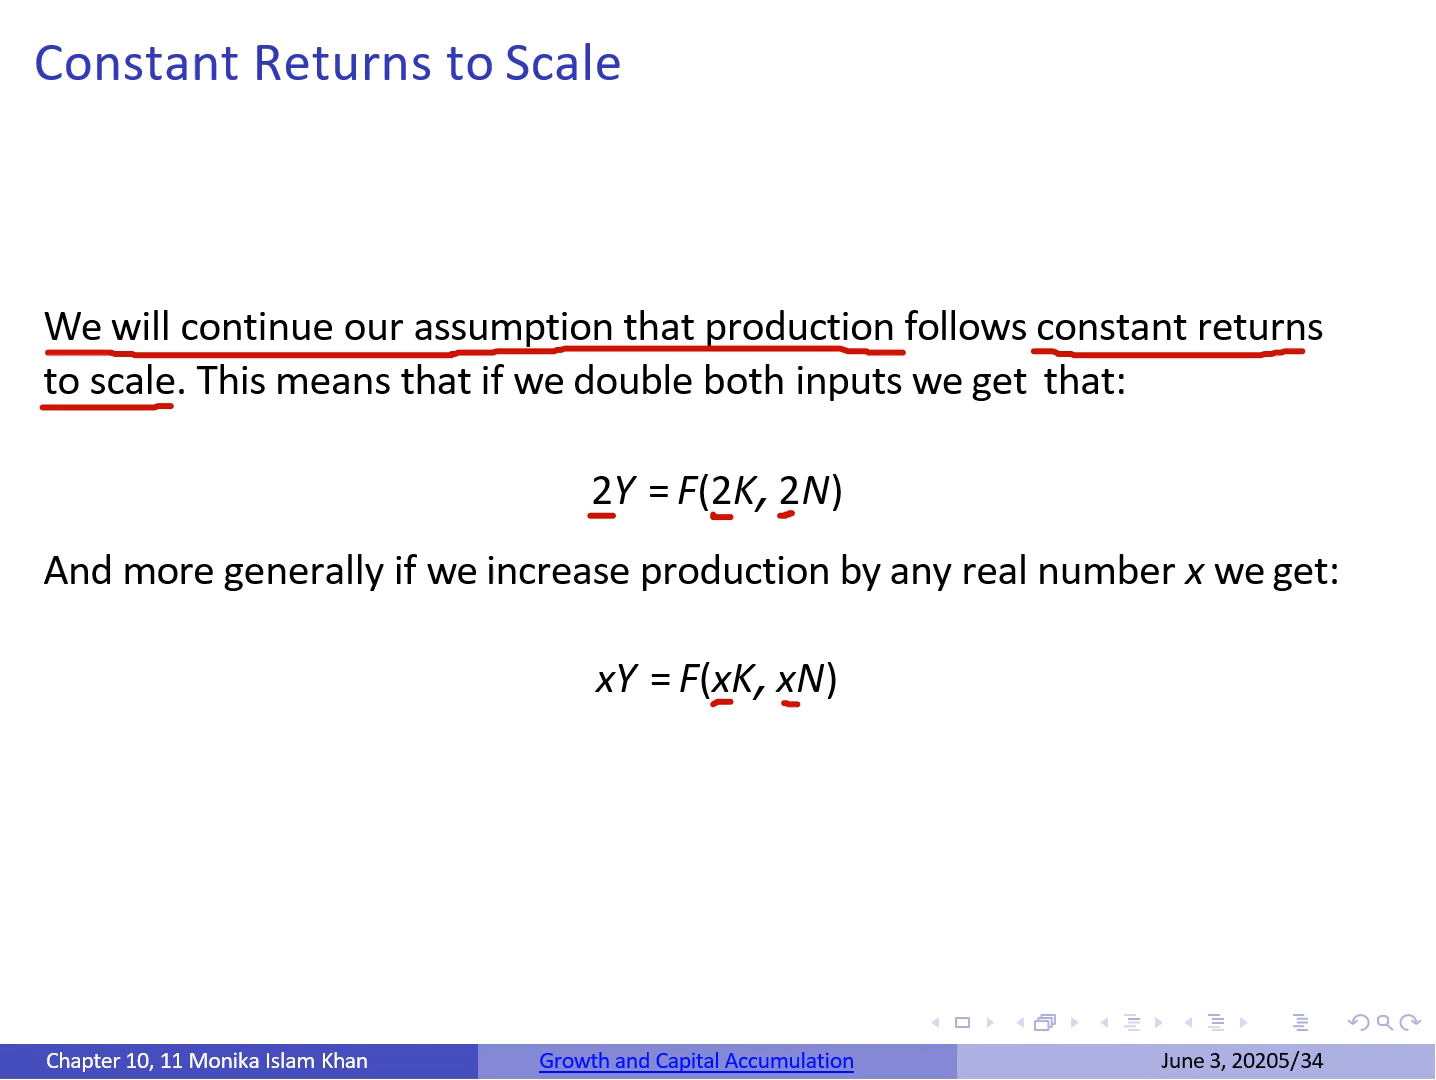 Constant Returns to Scale
We will continue our assumption that production follows constant returns
to scale. This means that if we double both inputs we get that:
2Y = F(2K, 2N)
And more generally if we increase production by any real number x we get:
xY = F(xK, xN)
Chapter 10, 11 Monika Islam Khan
Growth and Capital Accumulation
June 3, 20205/34